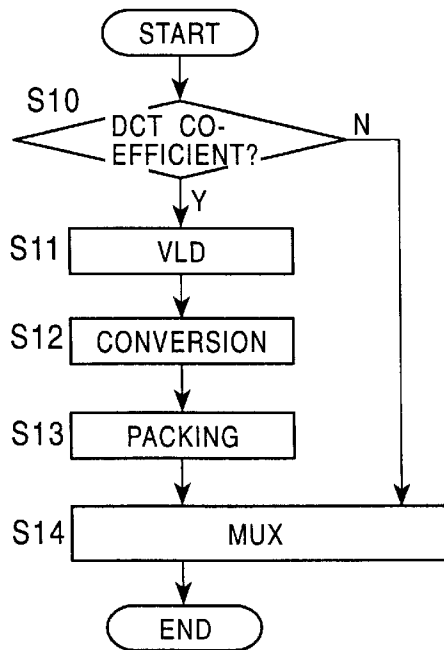 START
S10
DCT CO-
EFFICIENT?
N
Y
S11
VLD
S12
CONVERSION
S13
PACKING
S14
MUX
END